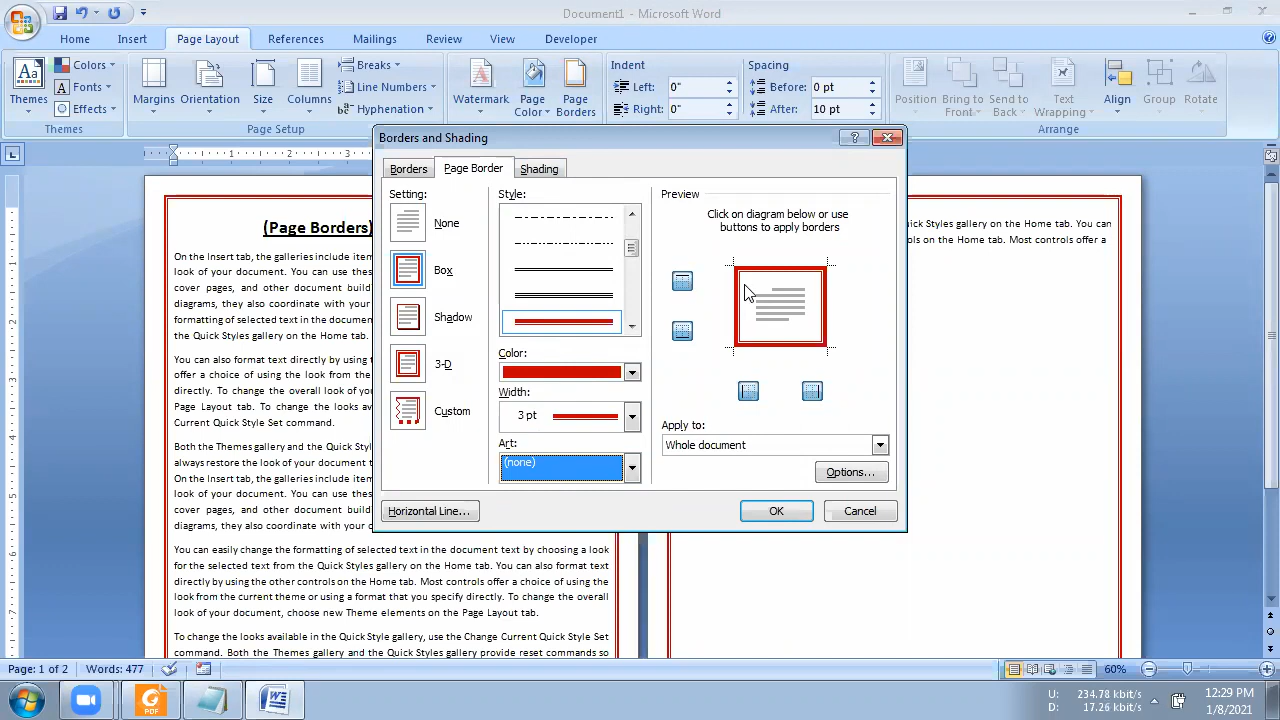 Document1 - Microsoft Word
Home Insert Page Layout References Mailings Review View Developer
Themes
Colors
Fonts
Effects
Themes
Margins
Orientation
Size
Columns
Breaks
Line Numbers
Hyphenation
Page Setup
Watermark
Page Color
Page Borders
Indent
Left: 0"
Right: 0"
Spacing
Before: 0 pt
After: 10 pt
Position
Bring to Front
Send to Back
Text Wrapping
Align
Group
Rotate
Arrange
Borders and Shading
Borders Page Border Shading
Setting:
None
Box
Shadow
3-D
Custom
Style:
Color:
Width:
3 pt
Art:
(none)
Preview
Click on diagram below or use
buttons to apply borders
Apply to:
Whole document
Options...
Horizontal Line...
OK
Cancel
(Page Borders)
On the Insert tab, the galleries include item
look of your document. You can use these
cover pages, and other document build
diagrams, they also coordinate with your
formatting of selected text in the document
the Quick Styles gallery on the Home tab.
You can also format text directly by using t
offer a choice of using the look from the
directly. To change the overall look of your
Page Layout tab. To change the looks ava
Current Quick Style Set command.
Both the Themes gallery and the Quick Style
always restore the look of your document t
On the Insert tab, the galleries include item
look of your document. You can use these
cover pages, and other document build
diagrams, they also coordinate with your c
You can easily change the formatting of selected text in the document text by choosing a look
for the selected text from the Quick Styles gallery on the Home tab. You can also format text
directly by using the other controls on the Home tab. Most controls offer a choice of using the
look from the current theme or using a format that you specify directly. To change the overall
look of your document, choose new Theme elements on the Page Layout tab.
To change the looks available in the Quick Style gallery, use the Change Current Quick Style Set
command. Both the Themes gallery and the Quick Styles gallery provide reset commands so
k Styles gallery on the Home tab. You can
ols on the Home tab. Most controls offer a
Page: 1 of 2 Words: 477
60%
U: 234.78 kbit/s
D: 17.26 kbit/s
12:29 PM
1/8/2021